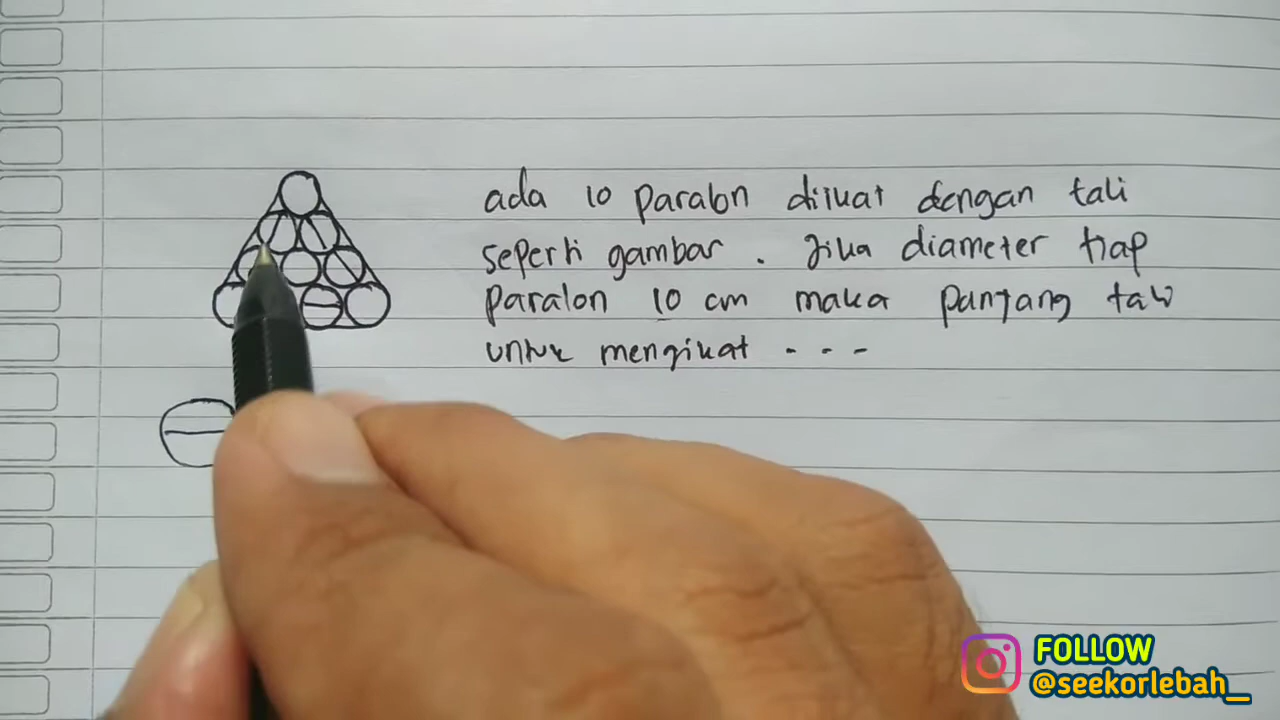 ada 10 paralon diikat dengan tali
seperti gambar. Jika diameter tiap
paralon 10 cm maka panjang tali
untuk mengikat ---
FOLLOW
@seekorlebah_